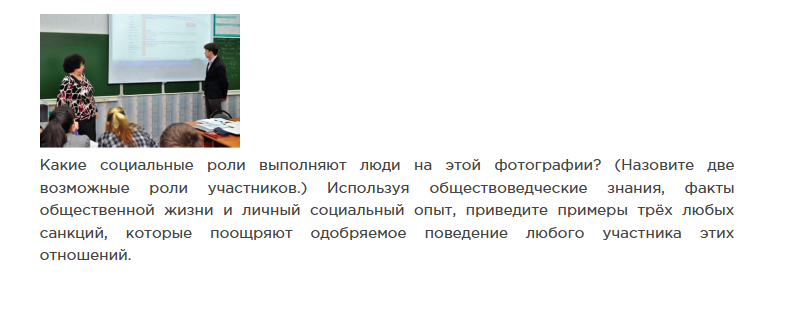 Какие социальные роли выполняют люди на этой фотографии? (Назовите две
возможные роли участников.) Используя обществоведческие знания, факты
общественной жизни и личный социальный опыт, приведите примеры трёх любых
санкций, которые поощряют одобряемое поведение любого участника этих
отношений.